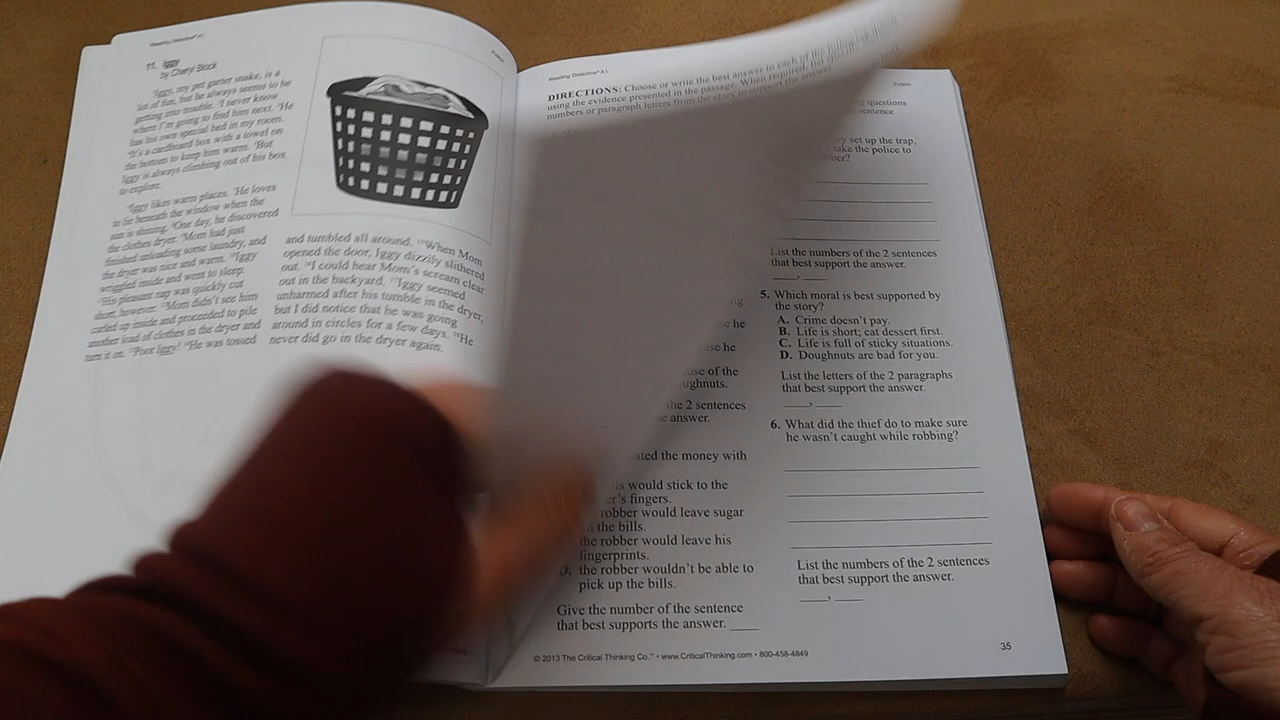 Reading Detective® A1
Fiction
11. Iggy
by Cheryl Block
¹Iggy, my pet garter snake, is a
lot of fun, but he always seems to be
getting into trouble. ²I never know
where I'm going to find him next. ³He
has his own special bed in my room.
⁴It's a cardboard box with a towel on
the bottom to keep him warm. ⁵But
Iggy is always climbing out of his box
to explore.
⁶Iggy likes warm places. ⁷He loves
to lie beneath the window when the
sun is shining. ⁸One day, he discovered
the clothes dryer. ⁹Mom had just
finished unloading some laundry, and
the dryer was nice and warm. ¹⁰Iggy
wriggled inside and went to sleep.
¹¹His pleasant nap was quickly cut
short, however. ¹²Mom didn't see him
curled up inside and proceeded to pile
another load of clothes in the dryer and
turn it on. ¹³Poor Iggy! ¹⁴He was tossed
and tumbled all around. ¹⁵When Mom
opened the door, Iggy dizzily slithered
out. ¹⁶I could hear Mom's scream clear
out in the backyard. ¹⁷Iggy seemed
unharmed after his tumble in the dryer,
but I did notice that he was going
around in circles for a few days. ¹⁸He
never did go in the dryer again.
Reading Detective® A1
DIRECTIONS: Choose or write the best answer to each of the
using the evidence presented in the passage. When required, list
numbers or paragraph letters from the story to support the answer.
se he
use he
use of the
oughnuts.
the 2 sentences
e answer.
ated the money with
ls would stick to the
er's fingers.
robber would leave sugar
the bills.
the robber would leave his
fingerprints.
D. the robber wouldn't be able to
pick up the bills.
Give the number of the sentence
that best supports the answer. ____
Fiction
questions
sentence
set up the trap,
take the police to
List the numbers of the 2 sentences
that best support the answer.
____, ____
5. Which moral is best supported by
the story?
A. Crime doesn't pay.
B. Life is short; eat dessert first.
C. Life is full of sticky situations.
D. Doughnuts are bad for you.
List the letters of the 2 paragraphs
that best support the answer.
____, ____
6. What did the thief do to make sure
he wasn't caught while robbing?
List the numbers of the 2 sentences
that best support the answer.
____, ____
© 2013 The Critical Thinking Co.™ • www.CriticalThinking.com • 800-458-4849
35